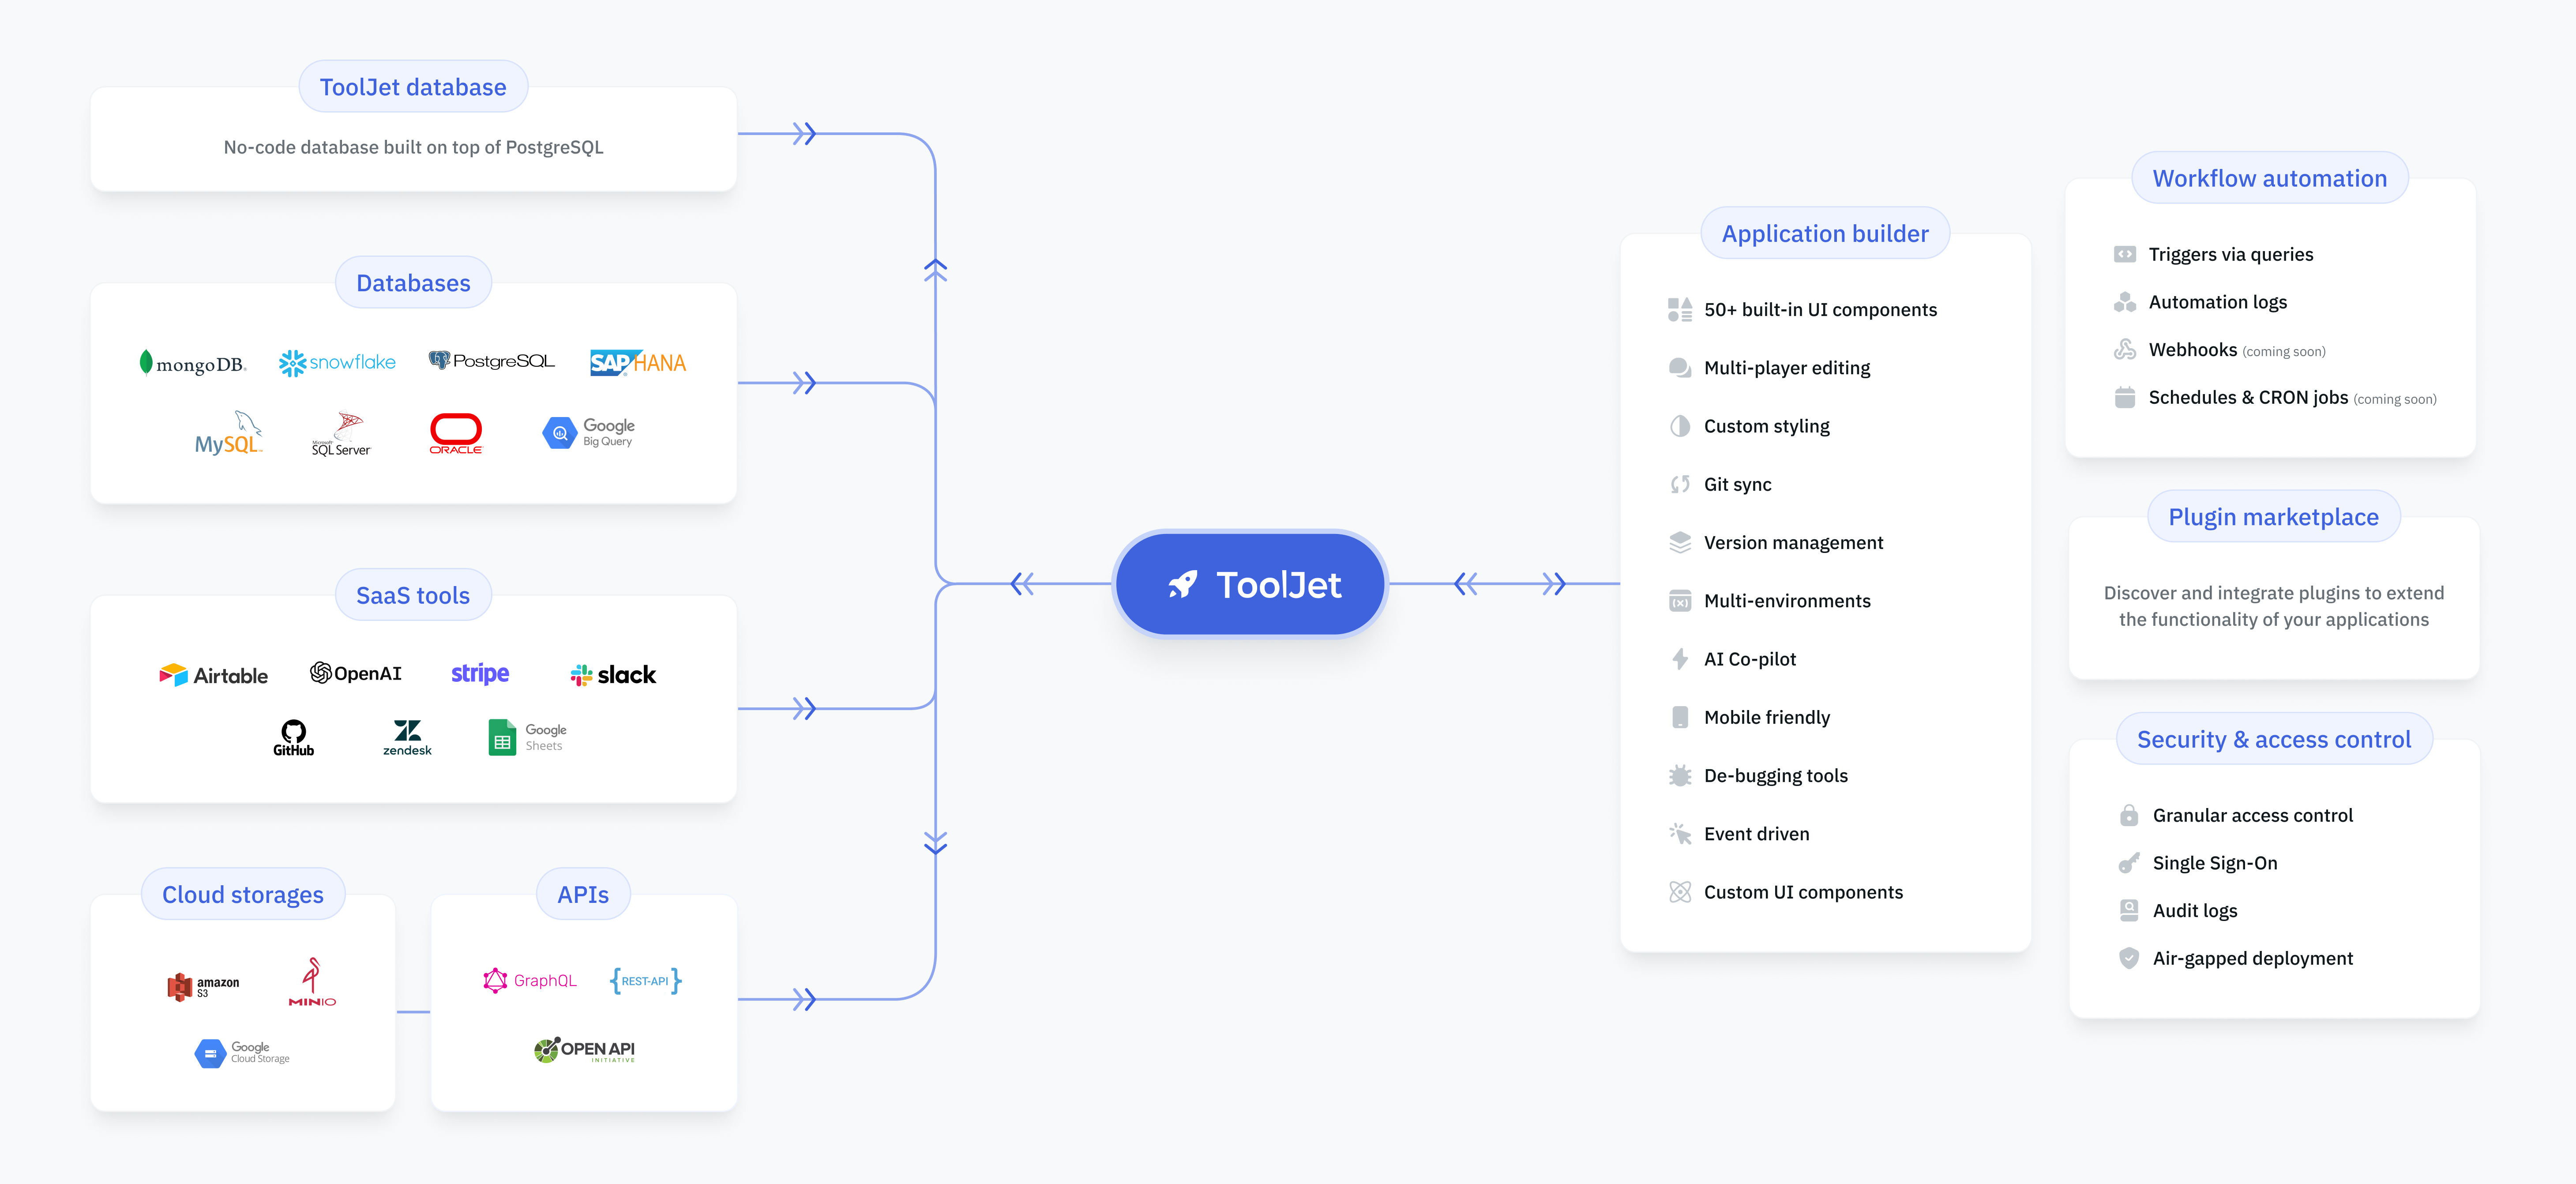 ToolJet database
No-code database built on top of PostgreSQL
Databases
mongoDB.
snowflake
PostgreSQL
SAP HANA
MySQL™
Microsoft
SQL Server
ORACLE
Google
Big Query
SaaS tools
Airtable
OpenAI
stripe
slack
GitHub
zendesk
Google
Sheets
Cloud storages
amazon
S3
MINIO
Google
Cloud Storage
APIs
GraphQL
{REST-API}
OPEN API
INITIATIVE
ToolJet
Application builder
50+ built-in UI components
Multi-player editing
Custom styling
Git sync
Version management
Multi-environments
AI Co-pilot
Mobile friendly
De-bugging tools
Event driven
Custom UI components
Workflow automation
Triggers via queries
Automation logs
Webhooks (coming soon)
Schedules & CRON jobs (coming soon)
Plugin marketplace
Discover and integrate plugins to extend
the functionality of your applications
Security & access control
Granular access control
Single Sign-On
Audit logs
Air-gapped deployment